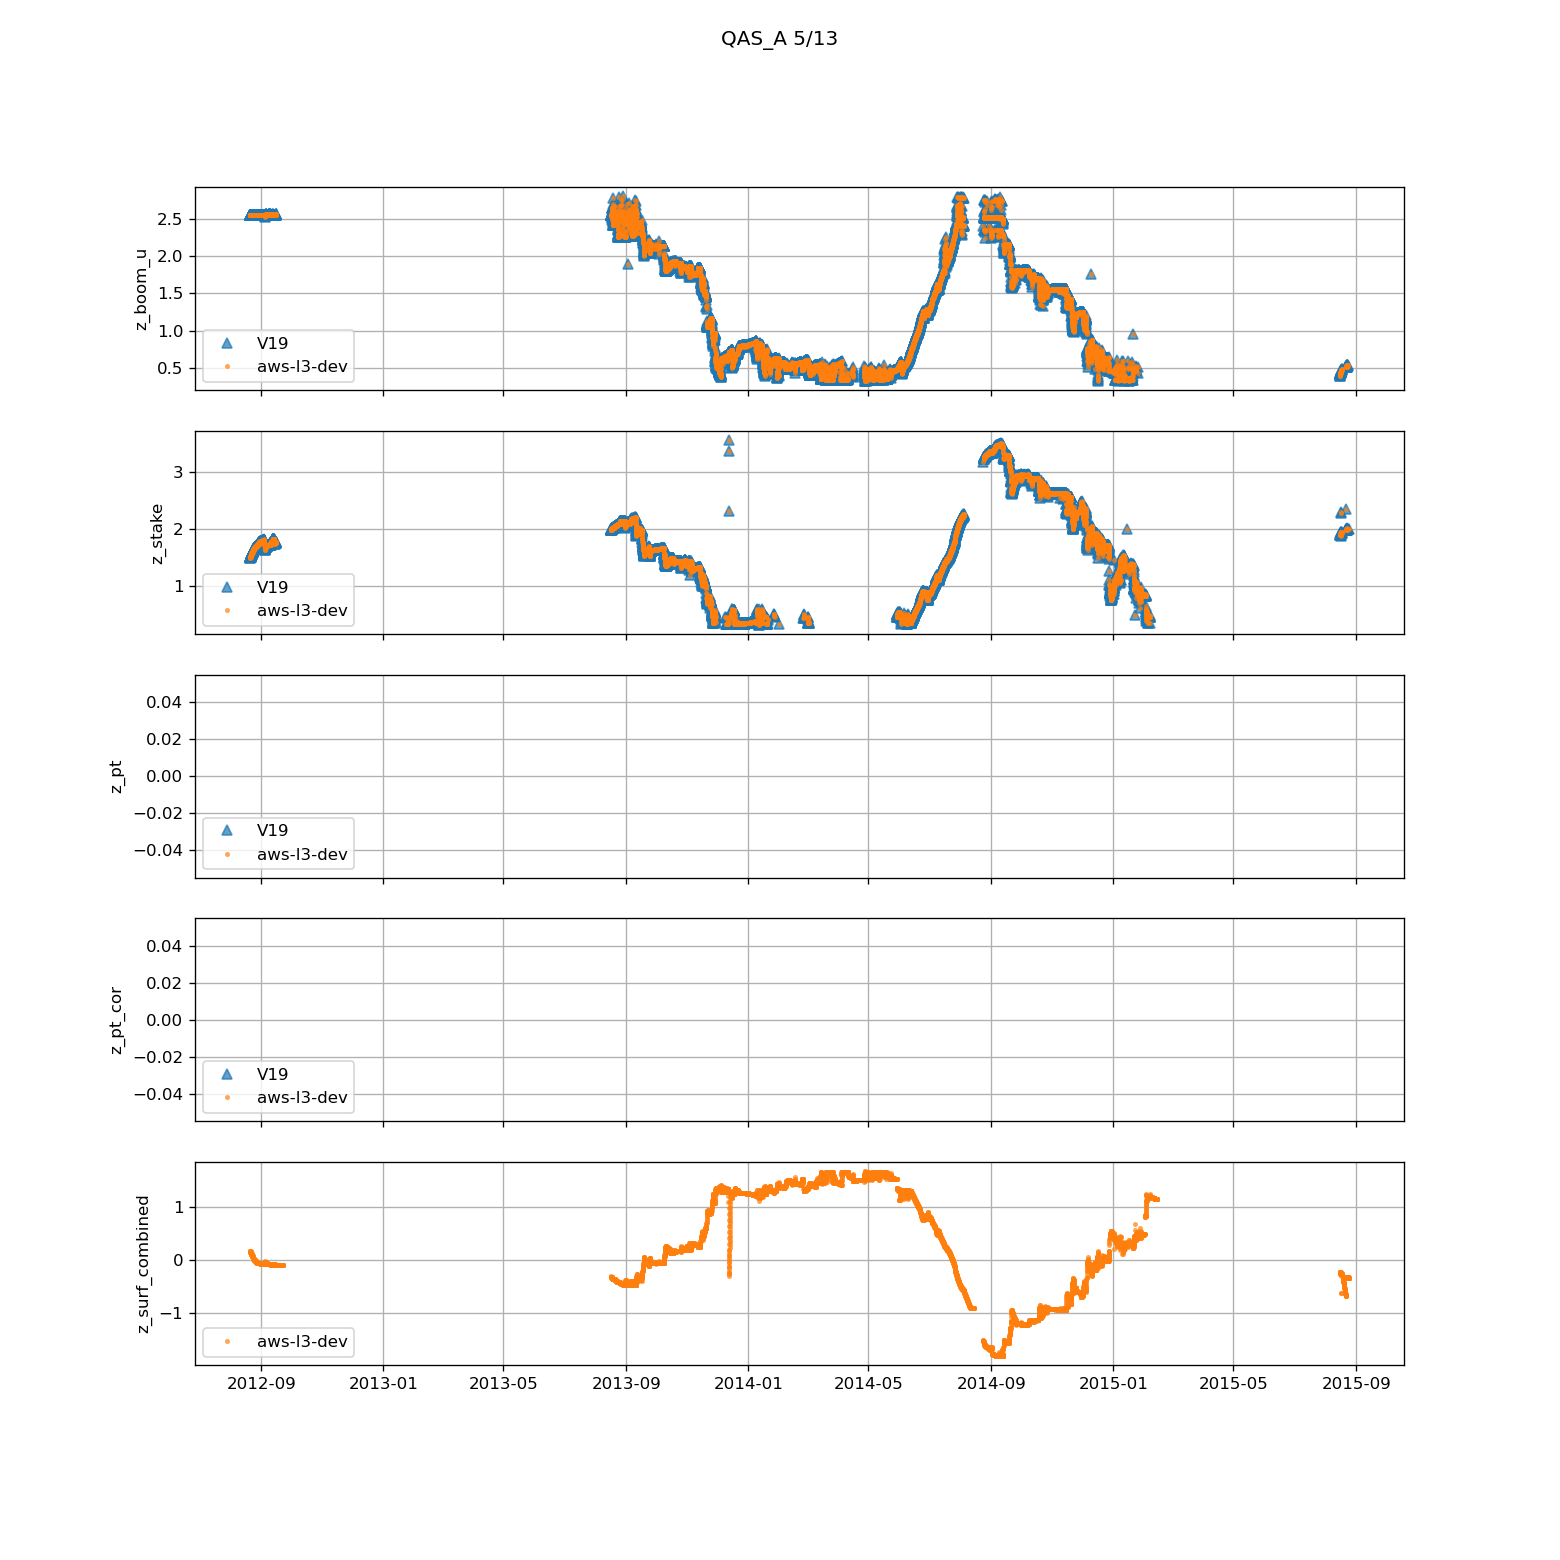 QAS_A 5/13
z_boom_u
2.5
2.0
1.5
1.0
0.5
V19
aws-l3-dev
z_stake
3
2
1
V19
aws-l3-dev
z_pt
0.04
0.02
0.00
−0.02
−0.04
V19
aws-l3-dev
z_pt_cor
0.04
0.02
0.00
−0.02
−0.04
V19
aws-l3-dev
z_surf_combined
1
0
−1
aws-l3-dev
2012-09 2013-01 2013-05 2013-09 2014-01 2014-05 2014-09 2015-01 2015-05 2015-09